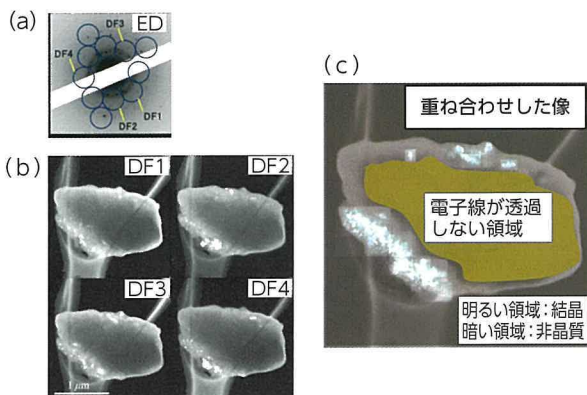 (a)
ED
DF3
DF4
DF1
DF2
(b)
DF1
DF2
DF3
DF4
1 μm
(c)
重ね合わせした像
電子線が透過
しない領域
明るい領域：結晶
暗い領域：非晶質